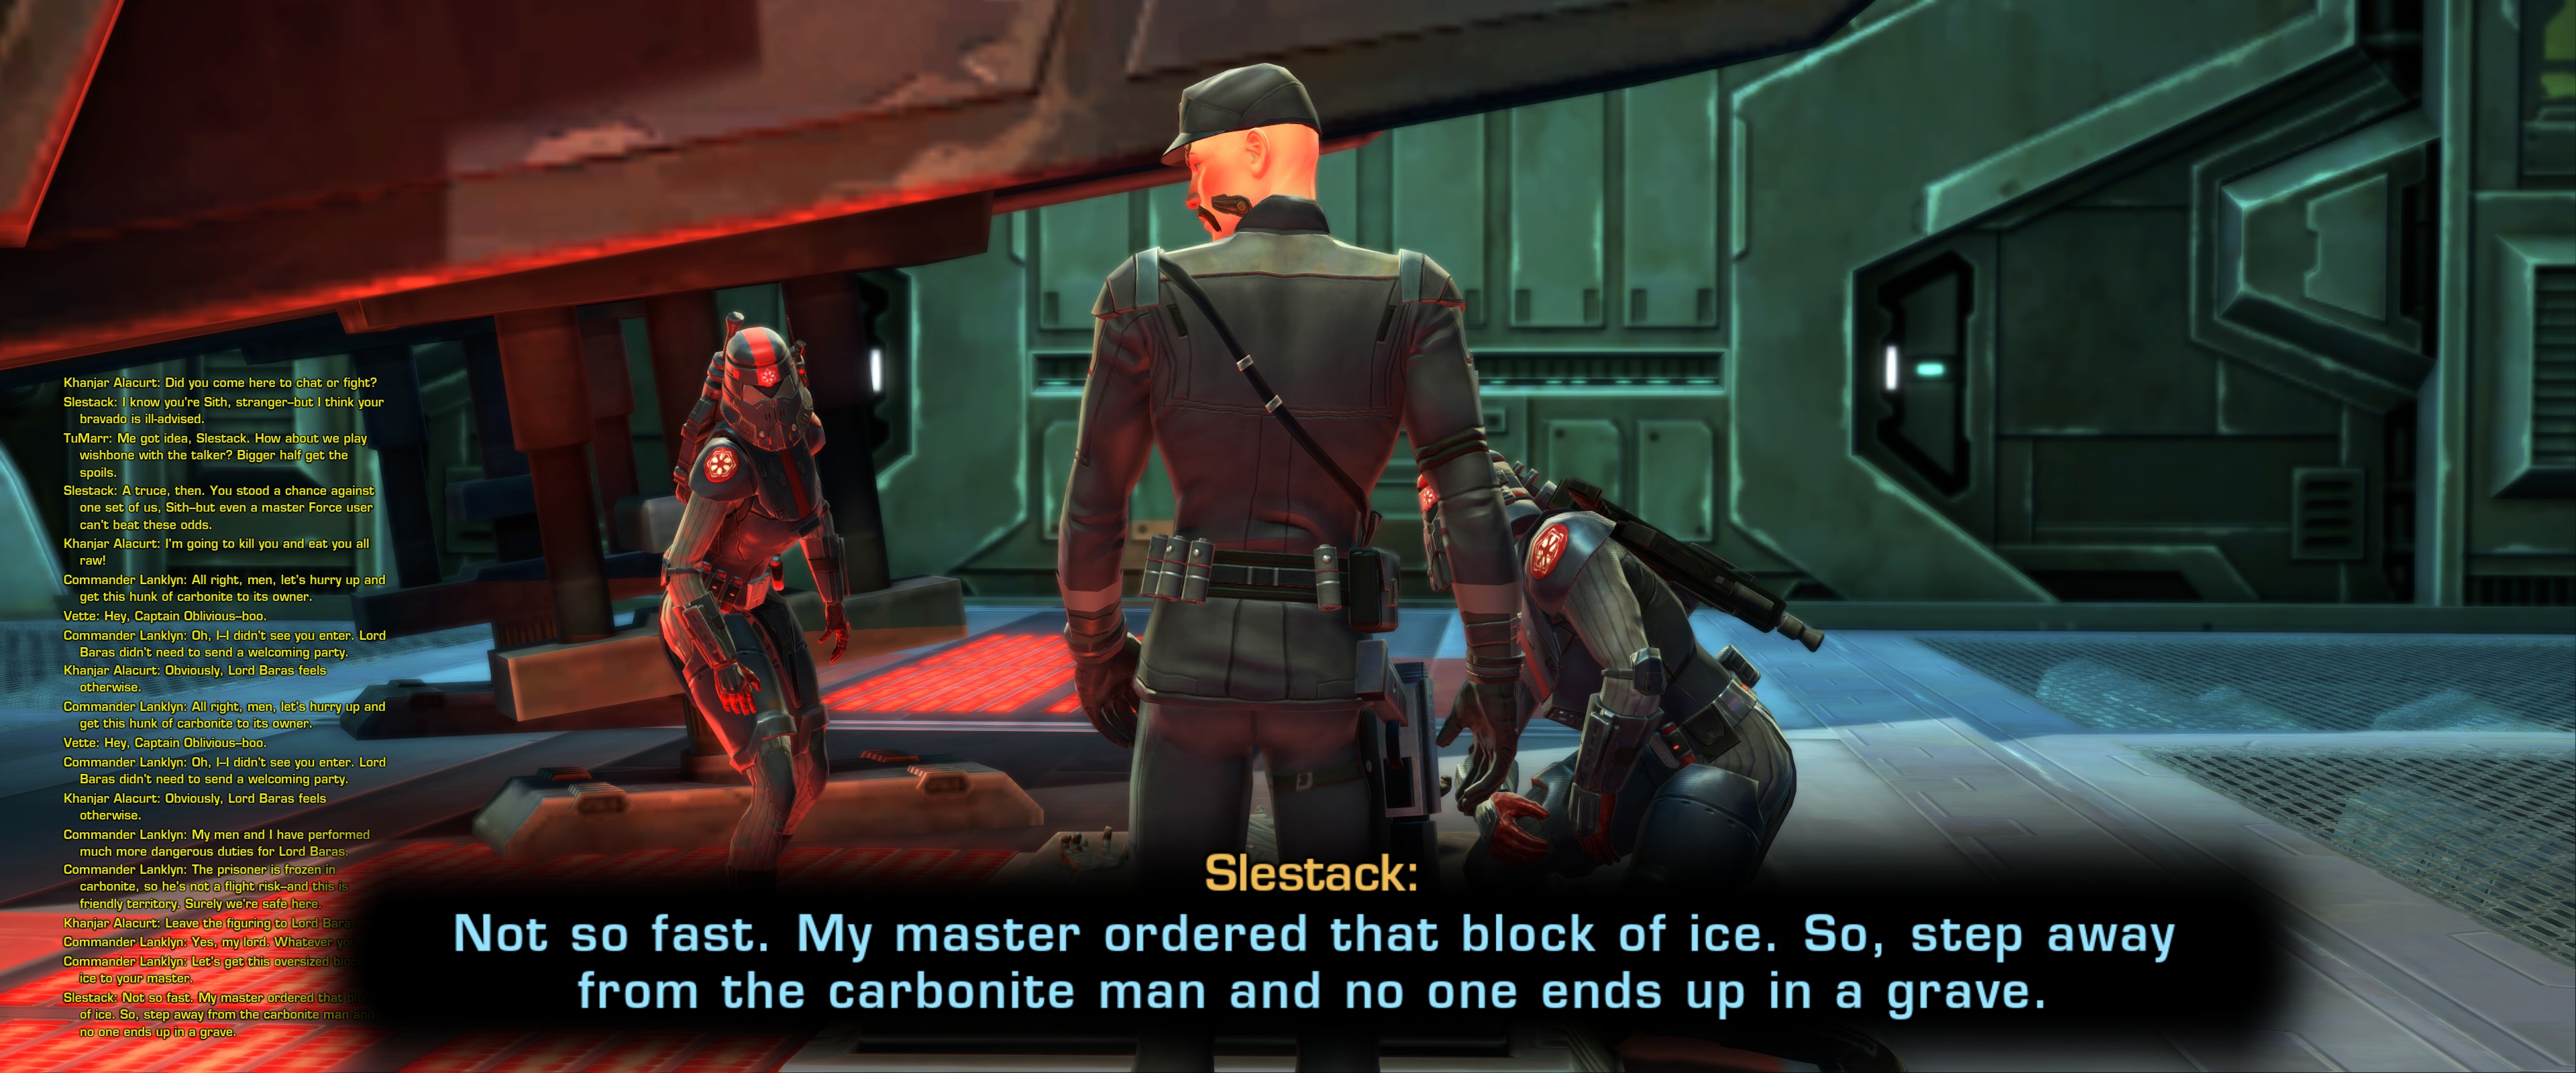 Khanjar Alacurt: Did you come here to chat or fight?
Slestack: I know you're Sith, stranger–but I think your
bravado is ill-advised.
TuMarr: Me got idea, Slestack. How about we play
wishbone with the talker? Bigger half get the
spoils.
Slestack: A truce, then. You stood a chance against
one set of us, Sith–but even a master Force user
can't beat these odds.
Khanjar Alacurt: I'm going to kill you and eat you all
raw!
Commander Lanklyn: All right, men, let's hurry up and
get this hunk of carbonite to its owner.
Vette: Hey, Captain Oblivious–boo.
Commander Lanklyn: Oh, I–I didn't see you enter. Lord
Baras didn't need to send a welcoming party.
Khanjar Alacurt: Obviously, Lord Baras feels
otherwise.
Commander Lanklyn: All right, men, let's hurry up and
get this hunk of carbonite to its owner.
Vette: Hey, Captain Oblivious–boo.
Commander Lanklyn: Oh, I–I didn't see you enter. Lord
Baras didn't need to send a welcoming party.
Khanjar Alacurt: Obviously, Lord Baras feels
otherwise.
Commander Lanklyn: My men and I have performed
much more dangerous duties for Lord Baras.
Commander Lanklyn: The prisoner is frozen in
carbonite, so he's not a flight risk–and this is
friendly territory. Surely we're safe here.
Khanjar Alacurt: Leave the figuring to Lord Baras
Commander Lanklyn: Yes, my lord. Whatever
Commander Lanklyn: Let's get this oversized
ice to your master.
Slestack: Not so fast. My master ordered that
of ice. So, step away from the carbonite man and
no one ends up in a grave.
Slestack:
Not so fast. My master ordered that block of ice. So, step away
from the carbonite man and no one ends up in a grave.